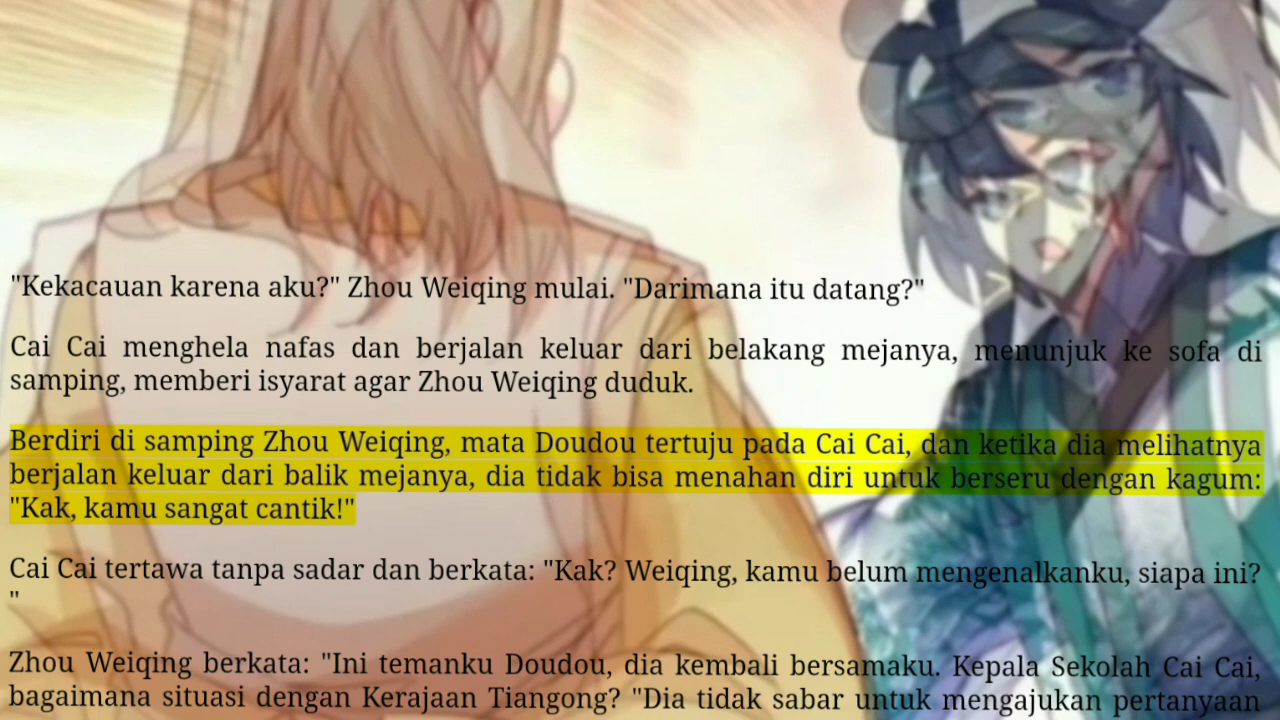 "Kekacauan karena aku?" Zhou Weiqing mulai. "Darimana itu datang?"
Cai Cai menghela nafas dan berjalan keluar dari belakang mejanya, menunjuk ke sofa di
samping, memberi isyarat agar Zhou Weiqing duduk.
Berdiri di samping Zhou Weiqing, mata Doudou tertuju pada Cai Cai, dan ketika dia melihatnya
berjalan keluar dari balik mejanya, dia tidak bisa menahan diri untuk berseru dengan kagum:
"Kak, kamu sangat cantik!"
Cai Cai tertawa tanpa sadar dan berkata: "Kak? Weiqing, kamu belum mengenalkanku, siapa ini?
"
Zhou Weiqing berkata: "Ini temanku Doudou, dia kembali bersamaku. Kepala Sekolah Cai Cai,
bagaimana situasi dengan Kerajaan Tiangong? "Dia tidak sabar untuk mengajukan pertanyaan